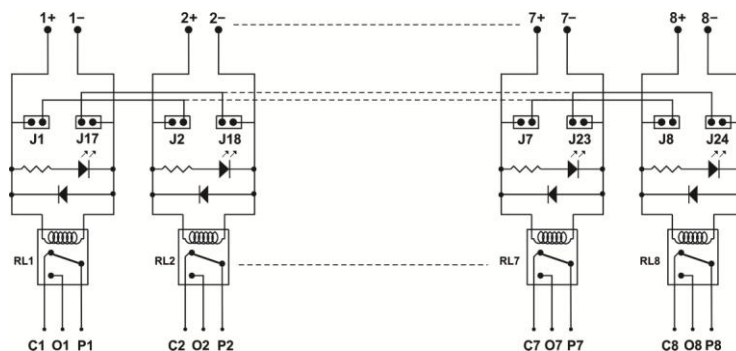 1+ 1– 2+ 2– 7+ 7– 8+ 8–
J1 J17 J2 J18 J7 J23 J8 J24
RL1 RL2 RL7 RL8
C1 O1 P1 C2 O2 P2 C7 O7 P7 C8 O8 P8